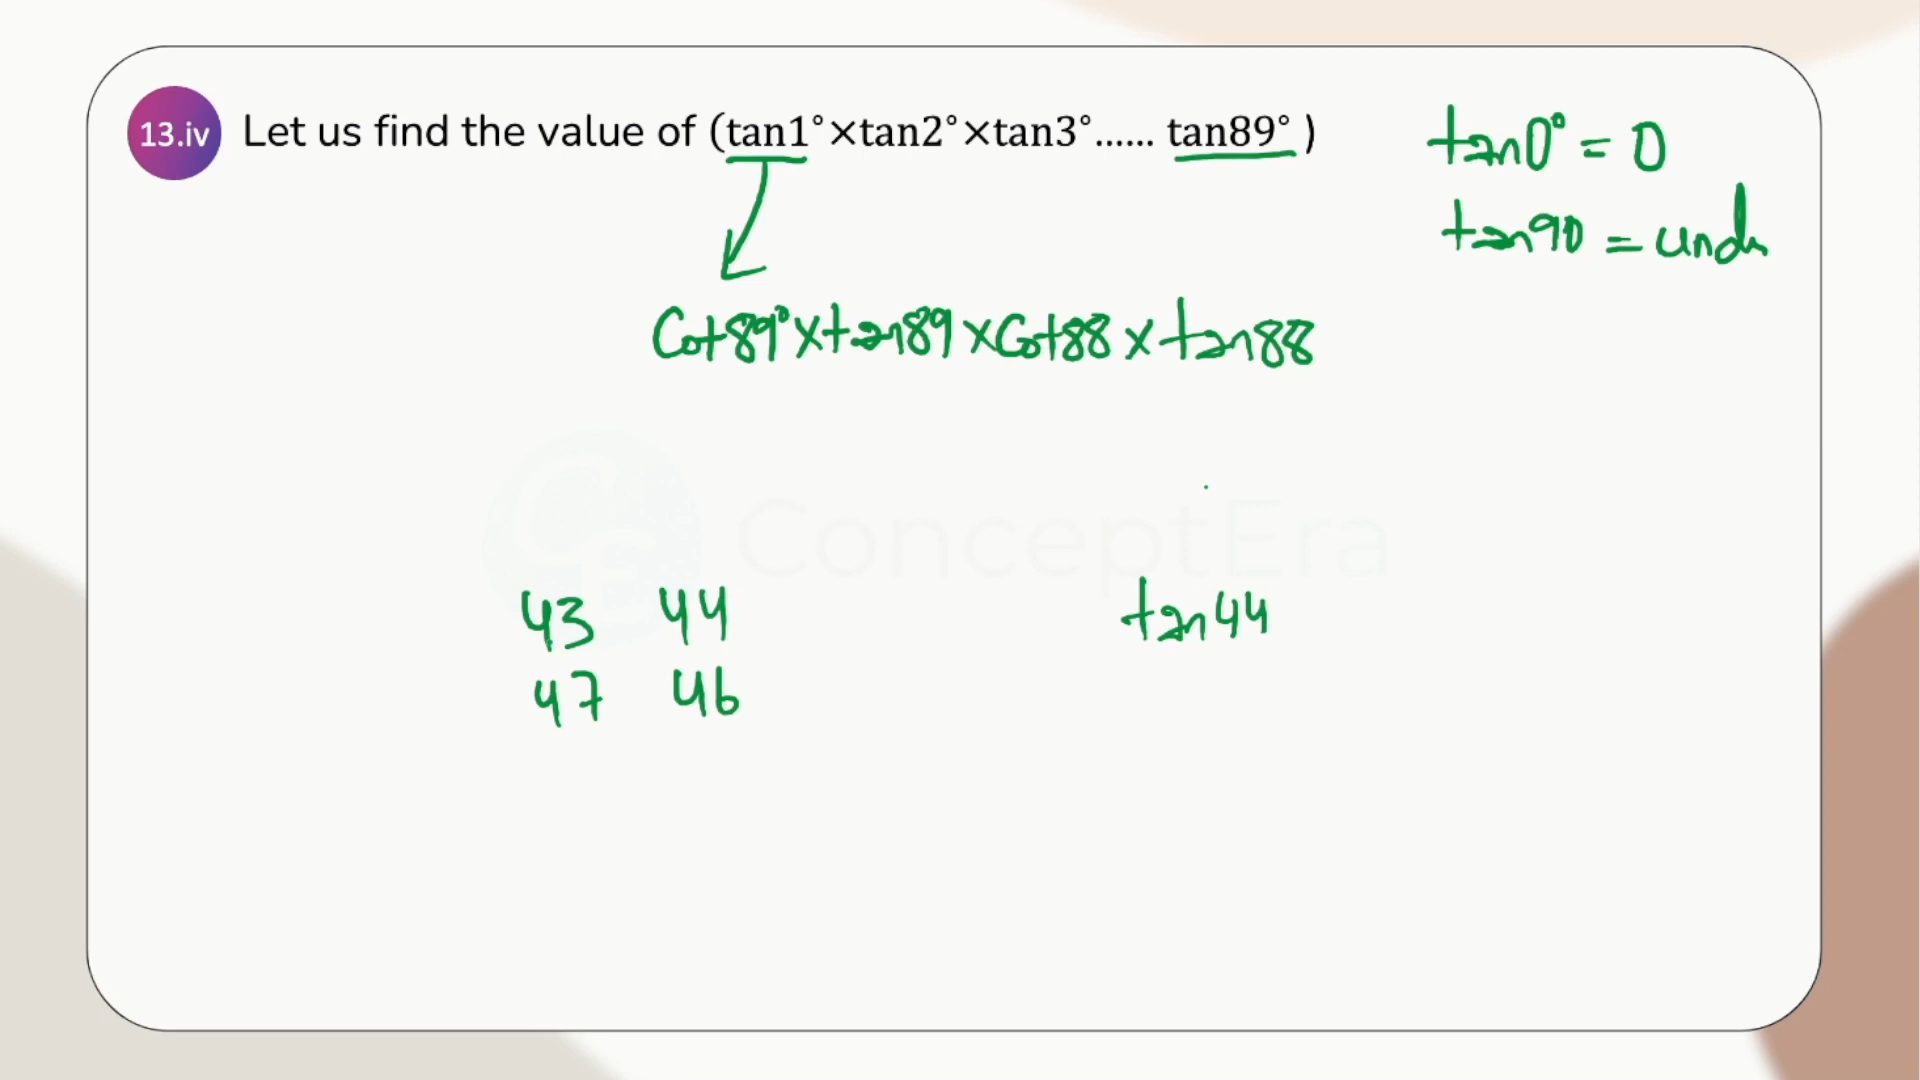 13.iv Let us find the value of (tan1°×tan2°×tan3°...... tan89° )
tan0° = 0
tan90 = und
Cot89°×tan89×Cot88×tan88
ConceptEra
43 44
tan44
47 46